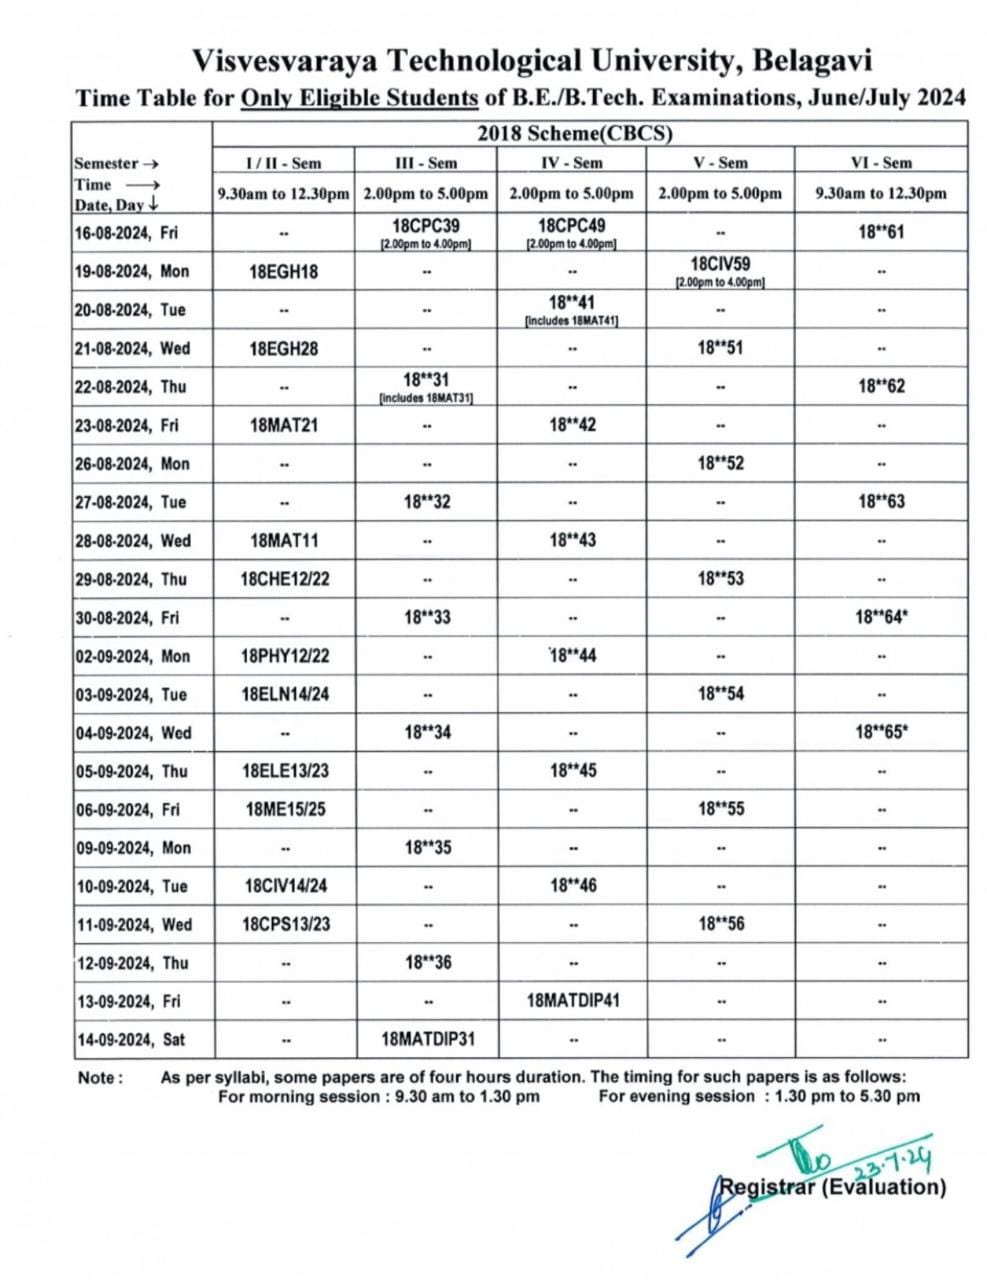 Visvesvaraya Technological University, Belagavi
Time Table for Only Eligible Students of B.E./B.Tech. Examinations, June/July 2024
2018 Scheme(CBCS)
Semester → I / II - Sem III - Sem IV - Sem V - Sem VI - Sem
Time → 9.30am to 12.30pm 2.00pm to 5.00pm 2.00pm to 5.00pm 2.00pm to 5.00pm 9.30am to 12.30pm
Date, Day ↓
16-08-2024, Fri -- 18CPC39 18CPC49 -- 18**61
[2.00pm to 4.00pm] [2.00pm to 4.00pm]
19-08-2024, Mon 18EGH18 -- -- 18CIV59 --
[2.00pm to 4.00pm]
20-08-2024, Tue -- -- 18**41 -- --
[includes 18MAT41]
21-08-2024, Wed 18EGH28 -- -- 18**51 --
22-08-2024, Thu -- 18**31 -- -- 18**62
[includes 18MAT31]
23-08-2024, Fri 18MAT21 -- 18**42 -- --
26-08-2024, Mon -- -- -- 18**52 --
27-08-2024, Tue -- 18**32 -- -- 18**63
28-08-2024, Wed 18MAT11 -- 18**43 -- --
29-08-2024, Thu 18CHE12/22 -- -- 18**53 --
30-08-2024, Fri -- 18**33 -- -- 18**64*
02-09-2024, Mon 18PHY12/22 -- 18**44 -- --
03-09-2024, Tue 18ELN14/24 -- -- 18**54 --
04-09-2024, Wed -- 18**34 -- -- 18**65*
05-09-2024, Thu 18ELE13/23 -- 18**45 -- --
06-09-2024, Fri 18ME15/25 -- -- 18**55 --
09-09-2024, Mon -- 18**35 -- -- --
10-09-2024, Tue 18CIV14/24 -- 18**46 -- --
11-09-2024, Wed 18CPS13/23 -- -- 18**56 --
12-09-2024, Thu -- 18**36 -- -- --
13-09-2024, Fri -- -- 18MATDIP41 -- --
14-09-2024, Sat -- 18MATDIP31 -- -- --
Note : As per syllabi, some papers are of four hours duration. The timing for such papers is as follows:
For morning session : 9.30 am to 1.30 pm For evening session : 1.30 pm to 5.30 pm
23.7.24
Registrar (Evaluation)